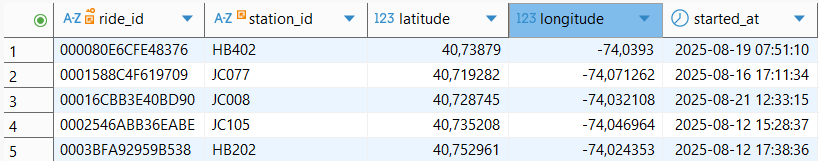 A-Z ride_id A-Z station_id 123 latitude 123 longitude started_at
1 000080E6CFE48376 HB402 40,73879 -74,0393 2025-08-19 07:51:10
2 0001588C4F619709 JC077 40,719282 -74,071262 2025-08-16 17:11:34
3 00016CBB3E40BD90 JC008 40,728745 -74,032108 2025-08-21 12:33:15
4 0002546ABB36EABE JC105 40,735208 -74,046964 2025-08-12 15:28:37
5 0003BFA92959B538 HB202 40,752961 -74,024353 2025-08-12 17:38:36